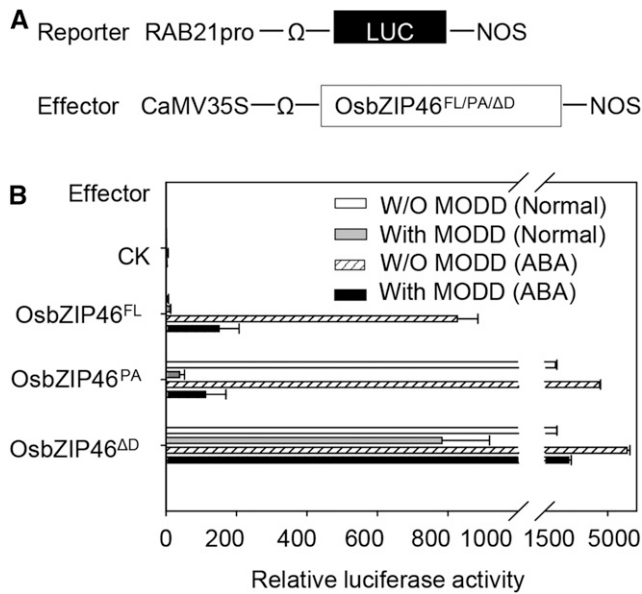 A
Reporter RAB21pro Ω LUC NOS
Effector CaMV35S Ω OsbZIP46FL/PA/ΔD NOS
B
Effector
W/O MODD (Normal)
With MODD (Normal)
W/O MODD (ABA)
With MODD (ABA)
CK
OsbZIP46FL
OsbZIP46PA
OsbZIP46ΔD
0 200 400 600 800 1000 1500 5000
Relative luciferase activity